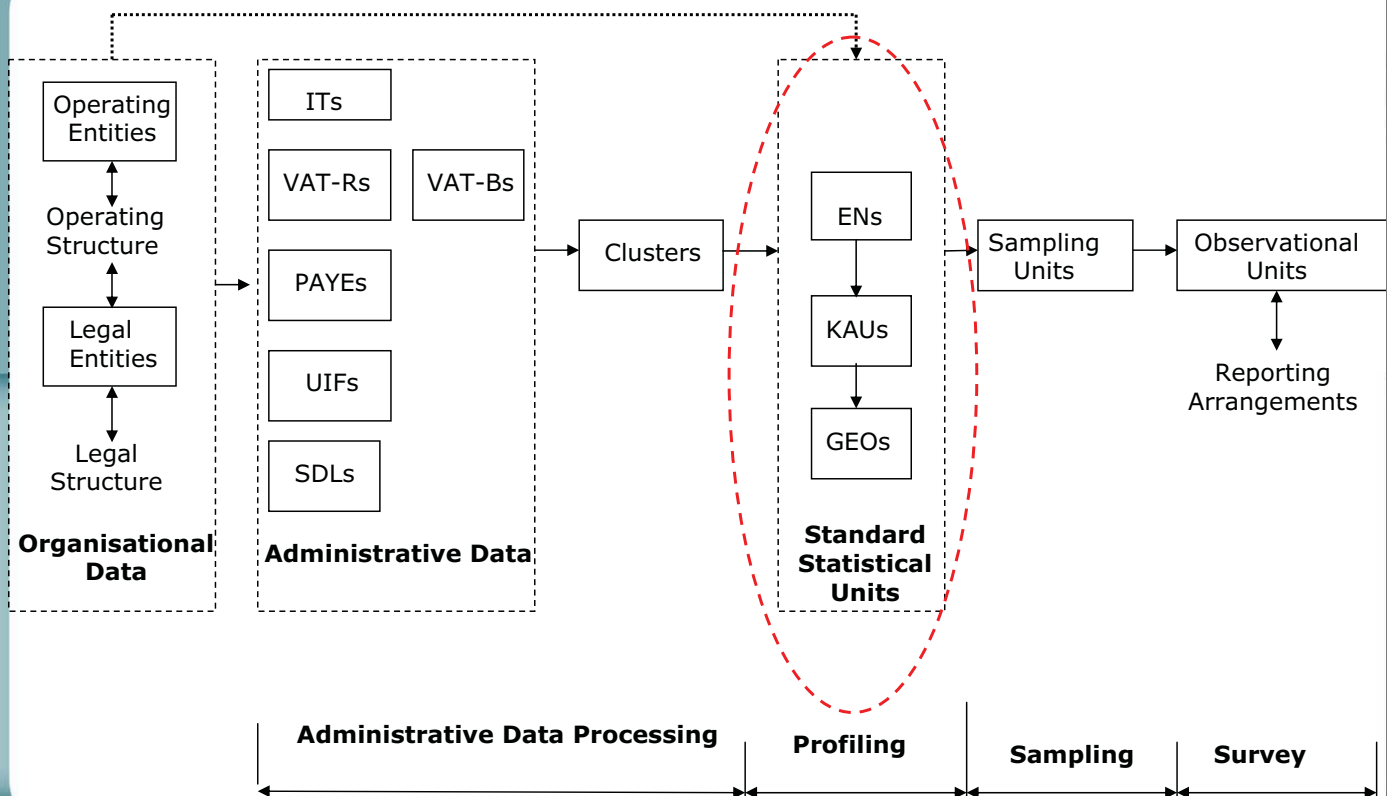 Operating
Entities
Operating
Structure
Legal
Entities
Legal
Structure
Organisational
Data
ITs
VAT-Rs
VAT-Bs
PAYEs
UIFs
SDLs
Administrative Data
Clusters
ENs
KAUs
GEOs
Standard
Statistical
Units
Sampling
Units
Observational
Units
Reporting
Arrangements
Administrative Data Processing
Profiling
Sampling
Survey